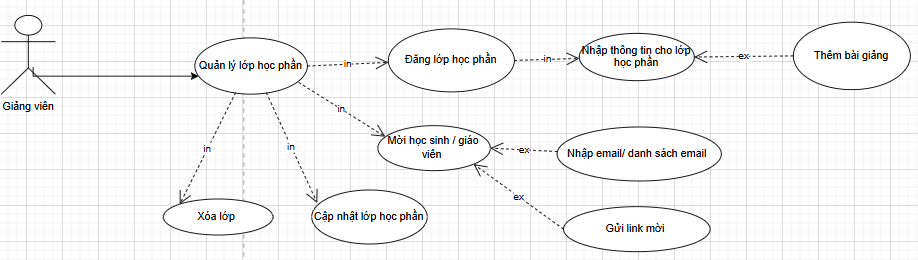 Giảng viên
Quản lý lớp học phần
in
Đăng lớp học phần
in
Nhập thông tin cho lớp
học phần
ex
Thêm bài giảng
in
Mời học sinh / giáo
viên
ex
Nhập email/ danh sách email
in
in
ex
Xóa lớp
Cập nhật lớp học phần
Gửi link mời